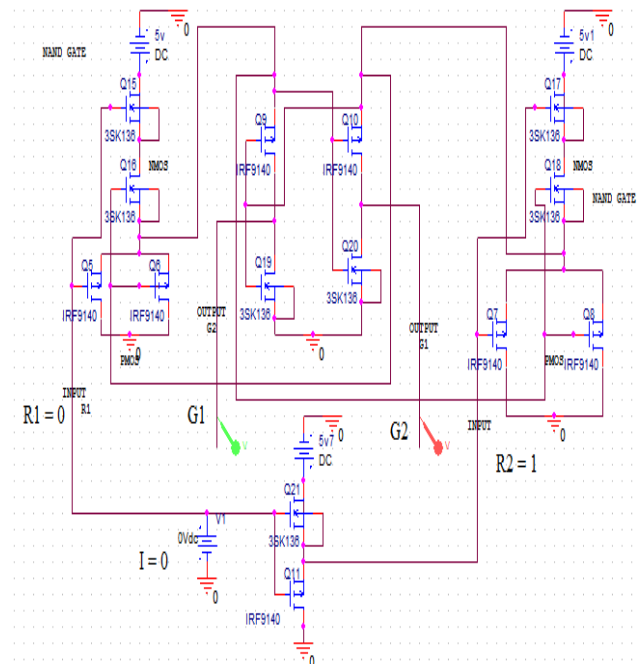 5v
DC
0
NAND GATE
Q15
3SK136
Q16
NMOS
3SK136
Q5
Q6
IRF9140
IRF9140
0
PMOS
INPUT
R1
R1 = 0
Q9
Q10
IRF9140
IRF9140
Q19
Q20
3SK136
3SK136
OUTPUT
G2
0
OUTPUT
G1
G1
V
G2
V
5v1
0
DC
Q17
3SK136
Q18
NMOS
3SK136
NAND GATE
Q7
Q8
IRF9140
PMOS
IRF9140
0
INPUT
R2 = 1
5v7
0
DC
Q21
3SK136
V1
0Vdc
I = 0
0
Q11
IRF9140
0